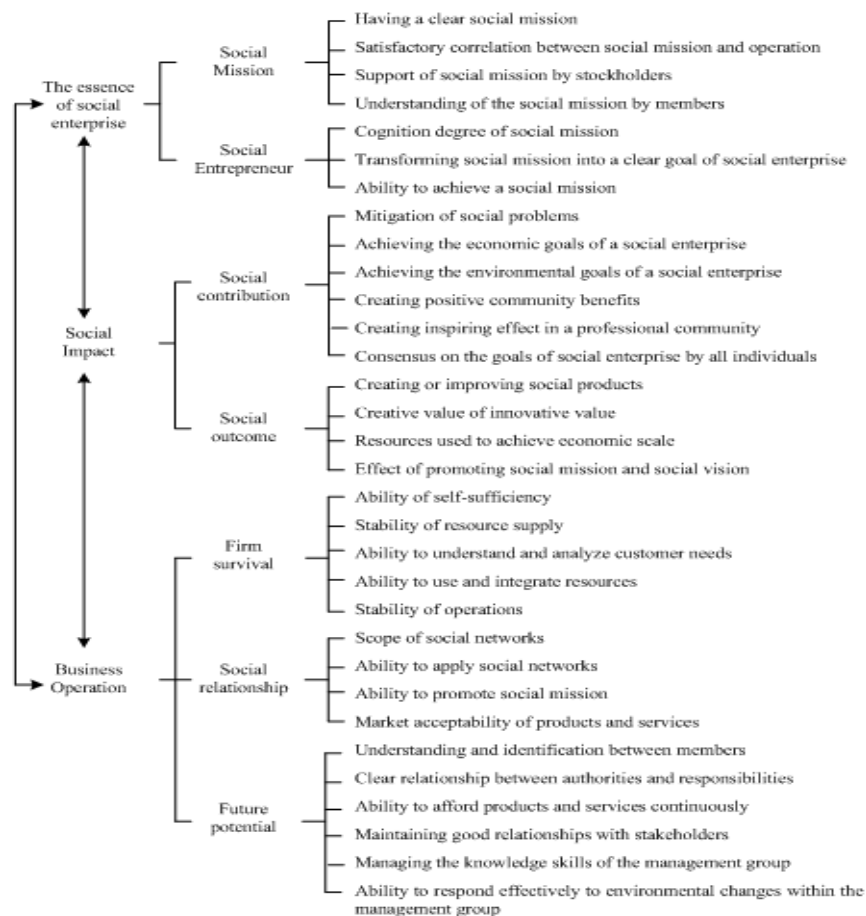 The essence
of social
enterprise
Social
Mission
Having a clear social mission
Satisfactory correlation between social mission and operation
Support of social mission by stockholders
Understanding of the social mission by members
Social
Entrepreneur
Cognition degree of social mission
Transforming social mission into a clear goal of social enterprise
Ability to achieve a social mission
Social
Impact
Social
contribution
Mitigation of social problems
Achieving the economic goals of a social enterprise
Achieving the environmental goals of a social enterprise
Creating positive community benefits
Creating inspiring effect in a professional community
Consensus on the goals of social enterprise by all individuals
Social
outcome
Creating or improving social products
Creative value of innovative value
Resources used to achieve economic scale
Effect of promoting social mission and social vision
Business
Operation
Firm
survival
Ability of self-sufficiency
Stability of resource supply
Ability to understand and analyze customer needs
Ability to use and integrate resources
Stability of operations
Social
relationship
Scope of social networks
Ability to apply social networks
Ability to promote social mission
Market acceptability of products and services
Future
potential
Understanding and identification between members
Clear relationship between authorities and responsibilities
Ability to afford products and services continuously
Maintaining good relationships with stakeholders
Managing the knowledge skills of the management group
Ability to respond effectively to environmental changes within the
management group